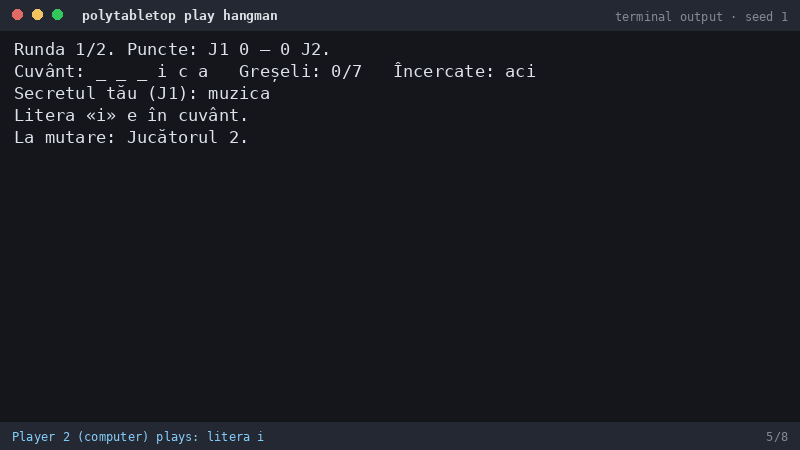 polytabletop play hangman
terminal output · seed 1
Runda 1/2. Puncte: J1 0 — 0 J2.
Cuvânt: _ _ _ i c a   Greșeli: 0/7   Încercate: aci
Secretul tău (J1): muzica
Litera «i» e în cuvânt.
La mutare: Jucătorul 2.
Player 2 (computer) plays: litera i
5/8